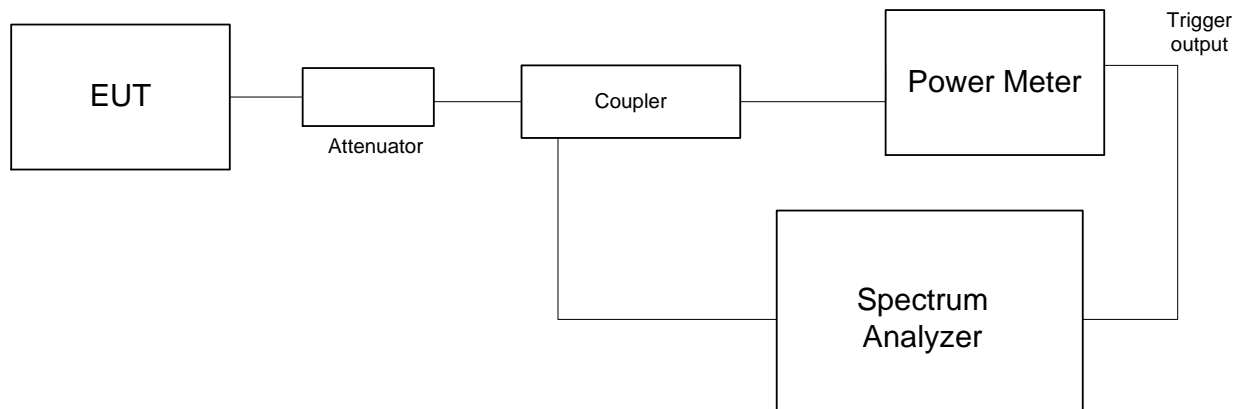 EUT
Attenuator
Coupler
Power Meter
Trigger
output
Spectrum
Analyzer